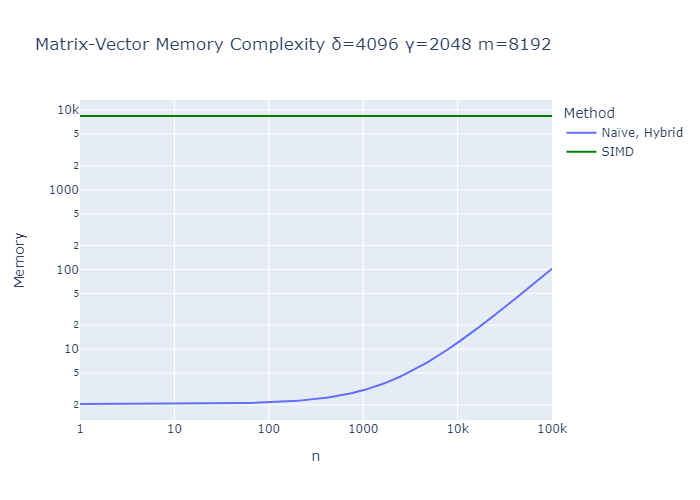 Matrix-Vector Memory Complexity δ=4096 γ=2048 m=8192
Method
Naïve, Hybrid
SIMD
Memory
10k
5
2
1000
5
2
100
5
2
10
5
2
1
10
100
1000
10k
100k
n